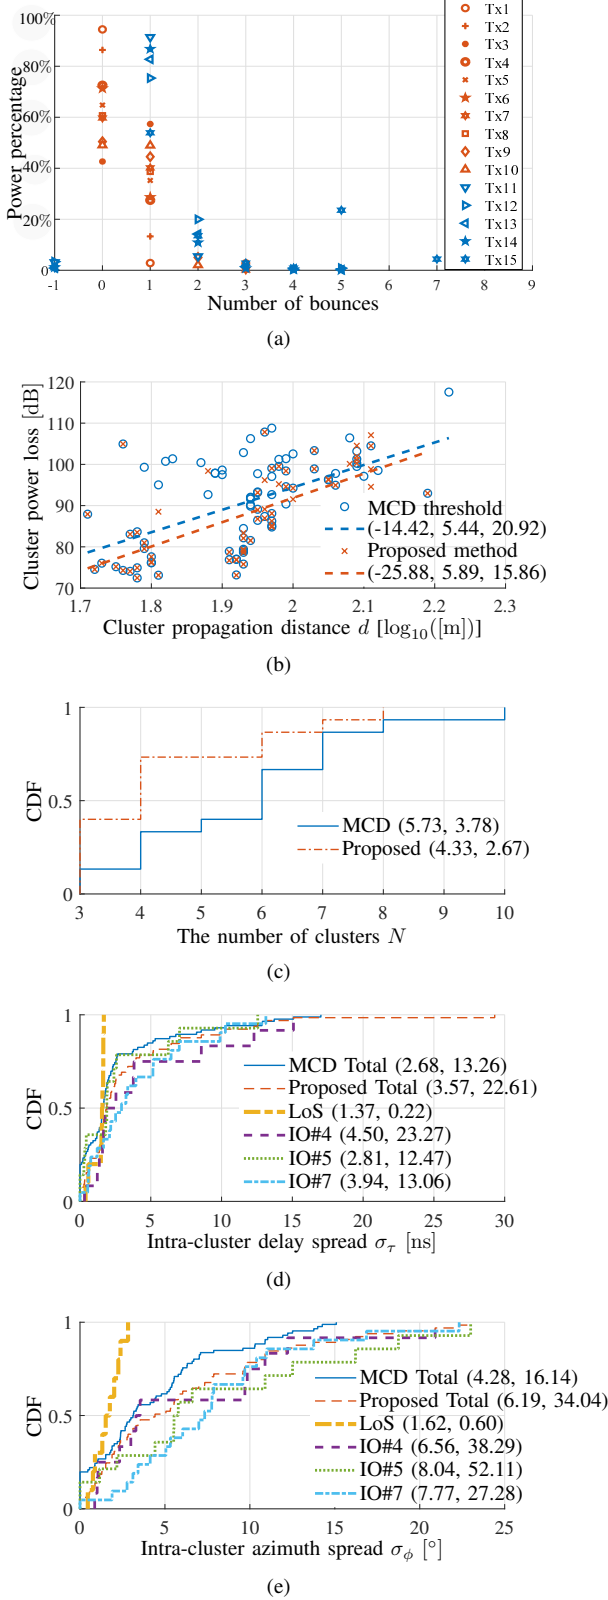 100%
80%
60%
40%
20%
0
-1 0 1 2 3 4 5 6 7 8 9
Power percentage
Number of bounces
Tx1
Tx2
Tx3
Tx4
Tx5
Tx6
Tx7
Tx8
Tx9
Tx10
Tx11
Tx12
Tx13
Tx14
Tx15
(a)
120
110
100
90
80
70
1.7 1.8 1.9 2 2.1 2.2 2.3
Cluster power loss [dB]
MCD threshold
(-14.42, 5.44, 20.92)
Proposed method
(-25.88, 5.89, 15.86)
Cluster propagation distance d [log10([m])]
(b)
1
0.5
0
3 4 5 6 7 8 9 10
CDF
MCD (5.73, 3.78)
Proposed (4.33, 2.67)
The number of clusters N
(c)
1
0.5
0
0 5 10 15 20 25 30
CDF
MCD Total (2.68, 13.26)
Proposed Total (3.57, 22.61)
LoS (1.37, 0.22)
IO#4 (4.50, 23.27)
IO#5 (2.81, 12.47)
IO#7 (3.94, 13.06)
Intra-cluster delay spread στ [ns]
(d)
1
0.5
0
0 5 10 15 20 25
CDF
MCD Total (4.28, 16.14)
Proposed Total (6.19, 34.04)
LoS (1.62, 0.60)
IO#4 (6.56, 38.29)
IO#5 (8.04, 52.11)
IO#7 (7.77, 27.28)
Intra-cluster azimuth spread σϕ [°]
(e)